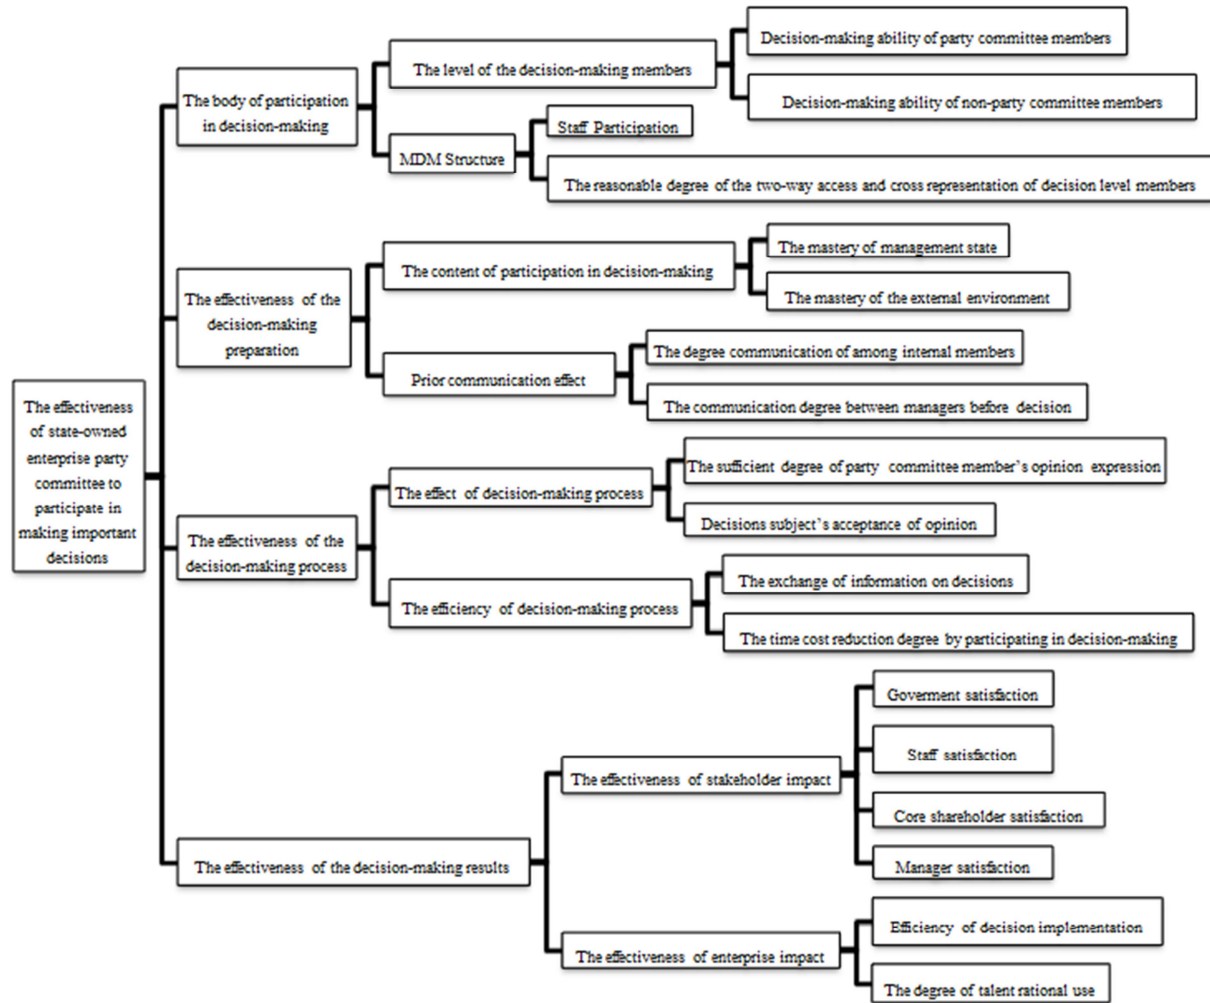 The effectiveness
of state-owned
enterprise party
committee to
participate in
making important
decisions
The body of participation
in decision-making
The level of the decision-making members
Decision-making ability of party committee members
Decision-making ability of non-party committee members
MDM Structure
Staff Participation
The reasonable degree of the two-way access and cross representation of decision level members
The effectiveness of the
decision-making
preparation
The content of participation in decision-making
The mastery of management state
The mastery of the external environment
Prior communication effect
The degree communication of among internal members
The communication degree between managers before decision
The effectiveness of the
decision-making process
The effect of decision-making process
The sufficient degree of party committee member's opinion expression
Decisions subject's acceptance of opinion
The efficiency of decision-making process
The exchange of information on decisions
The time cost reduction degree by participating in decision-making
The effectiveness of the decision-making results
The effectiveness of stakeholder impact
Goverment satisfaction
Staff satisfaction
Core shareholder satisfaction
Manager satisfaction
The effectiveness of enterprise impact
Efficiency of decision implementation
The degree of talent rational use